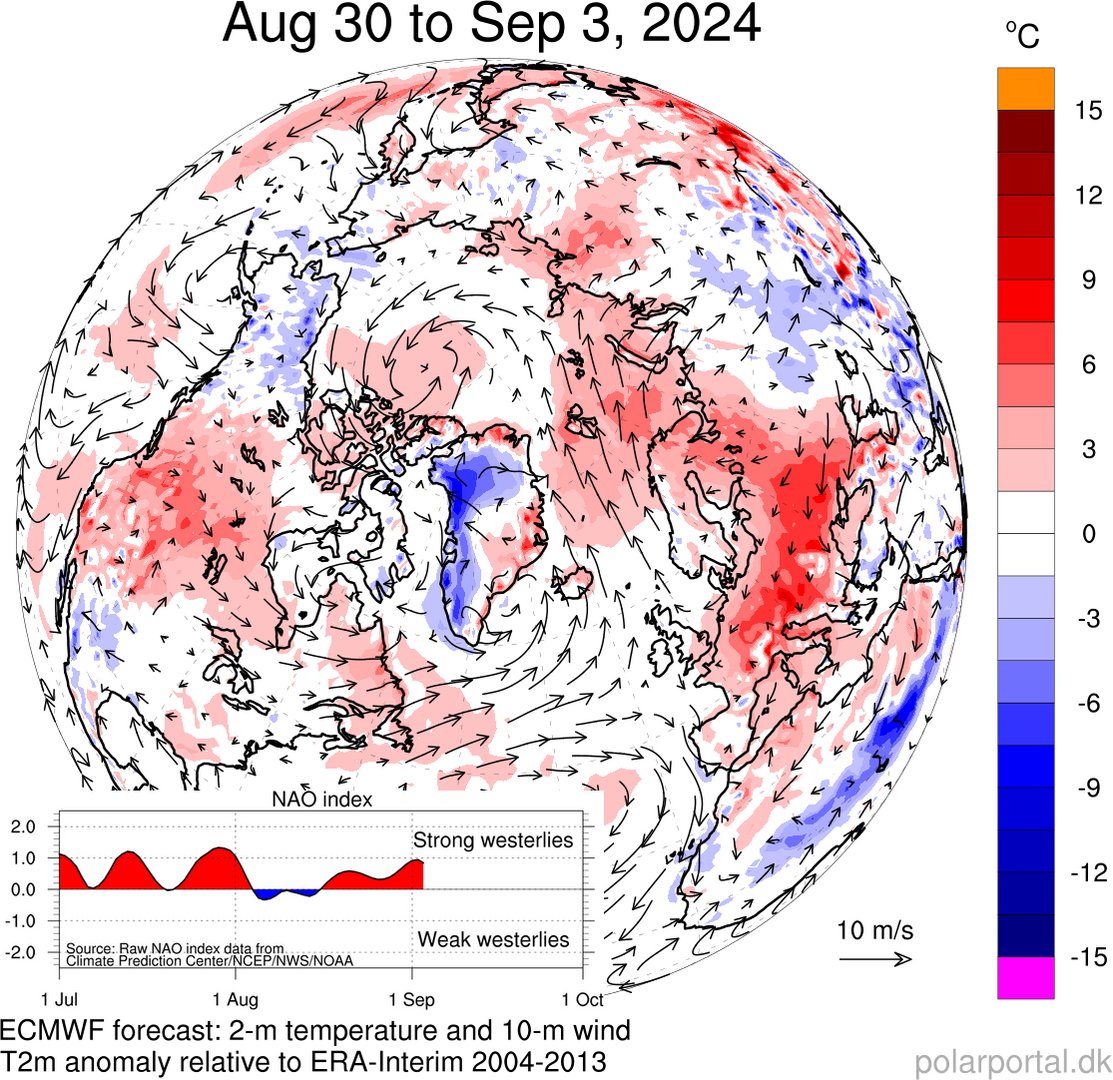 Aug 30 to Sep 3, 2024
oC
15
12
9
6
3
0
-3
-6
-9
-12
-15
NAO index
2.0
1.0
0.0
-1.0
-2.0
Strong westerlies
Weak westerlies
Source: Raw NAO index data from
Climate Prediction Center/NCEP/NWS/NOAA
1 Jul
1 Aug
1 Sep
1 Oct
10 m/s
ECMWF forecast: 2-m temperature and 10-m wind
T2m anomaly relative to ERA-Interim 2004-2013
polarportal.dk